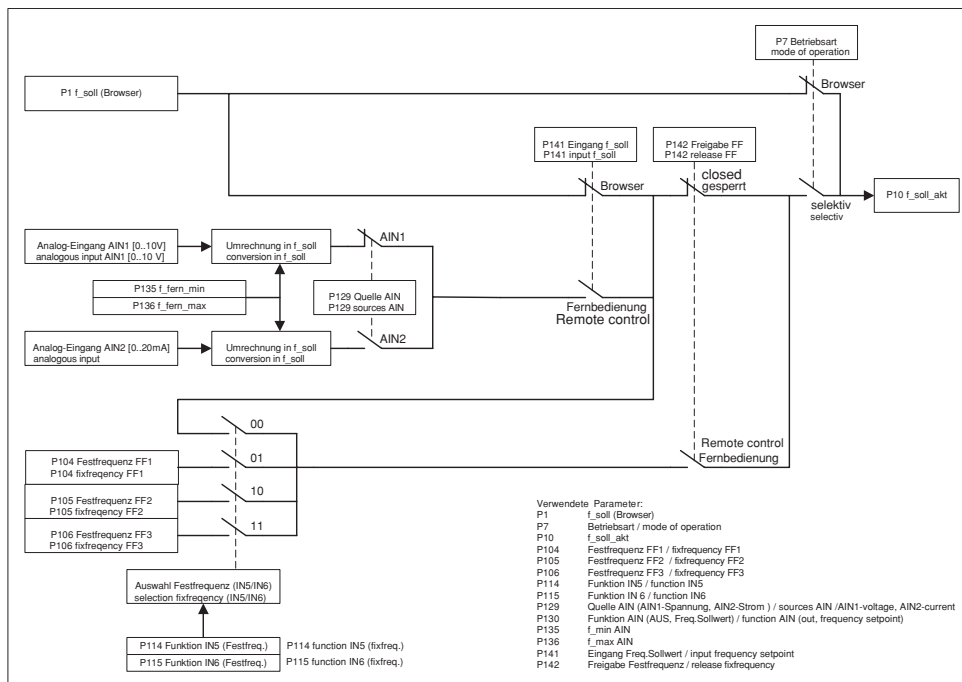 P7 Betriebsart
mode of operation
P1 f_soll (Browser)
Browser
P141 Eingang f_soll
P141 input f_soll
P142 Freigabe FF
P142 release FF
Browser
closed
gesperrt
selektiv
selective
P10 f_soll_akt
Analog-Eingang AIN1 [0..10V]
analogous input AIN1 [0..10 V]
Umrechnung in f_soll
conversion in f_soll
AIN1
P135 f_fern_min
P136 f_fern_max
P129 Quelle AIN
P129 sources AIN
Fernbedienung
Remote control
Analog-Eingang AIN2 [0..20mA]
analogous input
Umrechnung in f_soll
conversion in f_soll
AIN2
00
01
10
11
P104 Festfrequenz FF1
P104 fixfreqency FF1
P105 Festfrequenz FF2
P105 fixfreqency FF2
P106 Festfrequenz FF3
P106 fixfreqency FF3
Remote control
Fernbedienung
Auswahl Festfrequenz (IN5/IN6)
selection fixfreqency (IN5/IN6)
P114 Funktion IN5 (Festfreq.)
P114 function IN5 (fixfreq.)
P115 Funktion IN6 (Festfreq.)
P115 function IN6 (fixfreq.)
Verwendete Parameter:
P1 f_soll (Browser)
P7 Betriebsart / mode of operation
P10 f_soll_akt
P104 Festfrequenz FF1 / fixfrequency FF1
P105 Festfrequenz FF2 / fixfrequency FF2
P106 Festfrequenz FF3 / fixfrequency FF3
P114 Funktion IN5 / function IN5
P115 Funktion IN 6 / function IN6
P129 Quelle AIN (AIN1-Spannung, AIN2-Strom ) / sources AIN /AIN1-voltage, AIN2-current
P130 Funktion AIN (AUS, Freq.Sollwert) / function AIN (out, frequency setpoint)
P135 f_min AIN
P136 f_max AIN
P141 Eingang Freq.Sollwert / input frequency setpoint
P142 Freigabe Festfrequenz / release fixfrequency